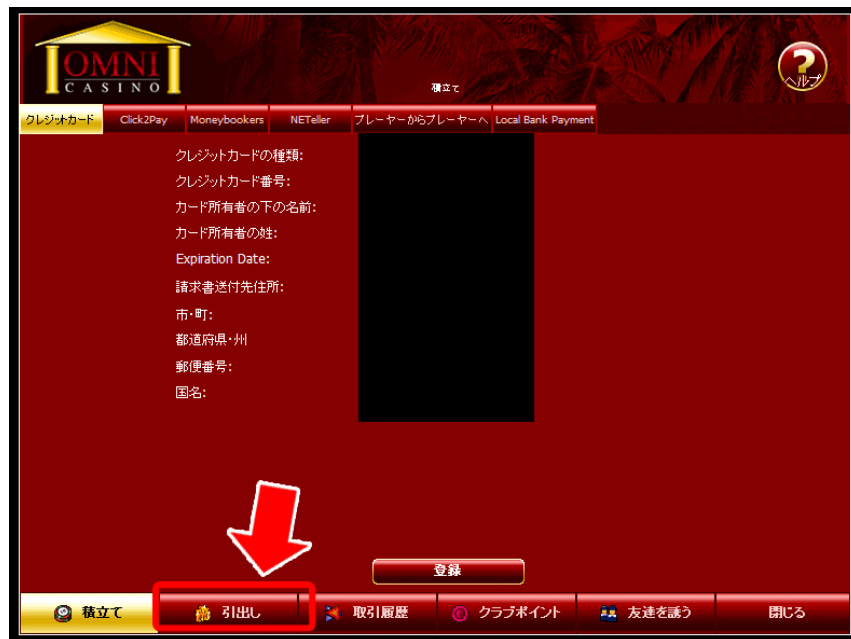 OMNI
CASINO
積立て
ヘルプ
クレジットカード Click2Pay Moneybookers NETeller プレーヤーからプレーヤーへ Local Bank Payment
クレジットカードの種類:
クレジットカード番号:
カード所有者の下の名前:
カード所有者の姓:
Expiration Date:
請求書送付先住所:
市・町:
都道府県・州
郵便番号:
国名:
登録
積立て 引出し 取引履歴 クラブポイント 友達を誘う 閉じる